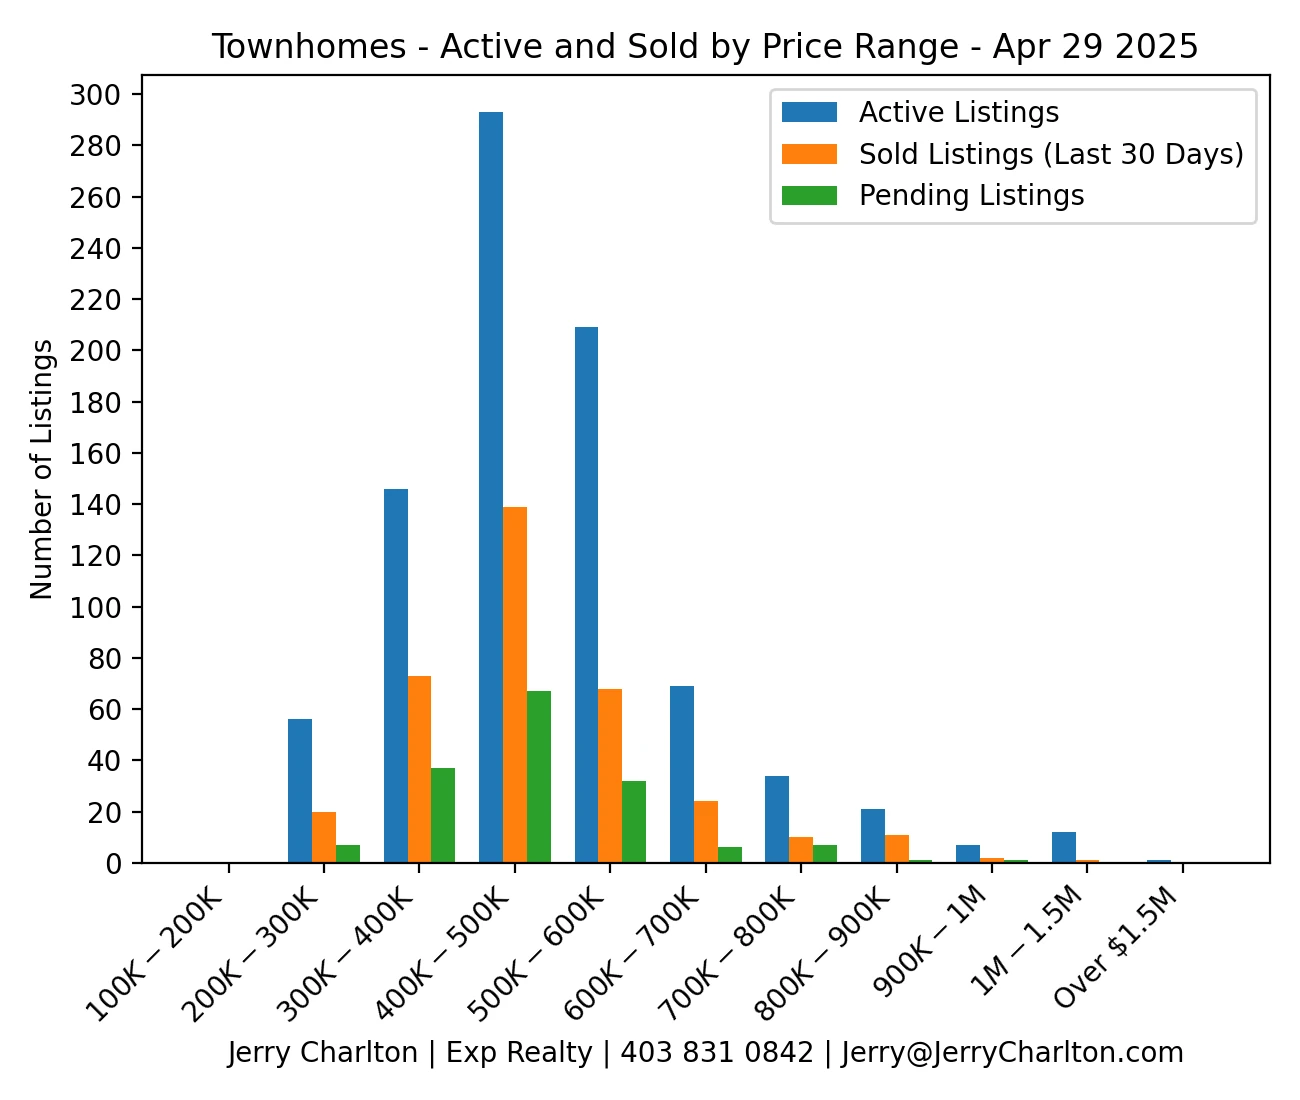 Townhomes - Active and Sold by Price Range - Apr 29 2025
Active Listings
Sold Listings (Last 30 Days)
Pending Listings
Number of Listings
300
280
260
240
220
200
180
160
140
120
100
80
60
40
20
0
100K − 200K
200K − 300K
300K − 400K
400K − 500K
500K − 600K
600K − 700K
700K − 800K
800K − 900K
900K − 1M
1M − 1.5M
Over $1.5M
Jerry Charlton | Exp Realty | 403 831 0842 | Jerry@JerryCharlton.com